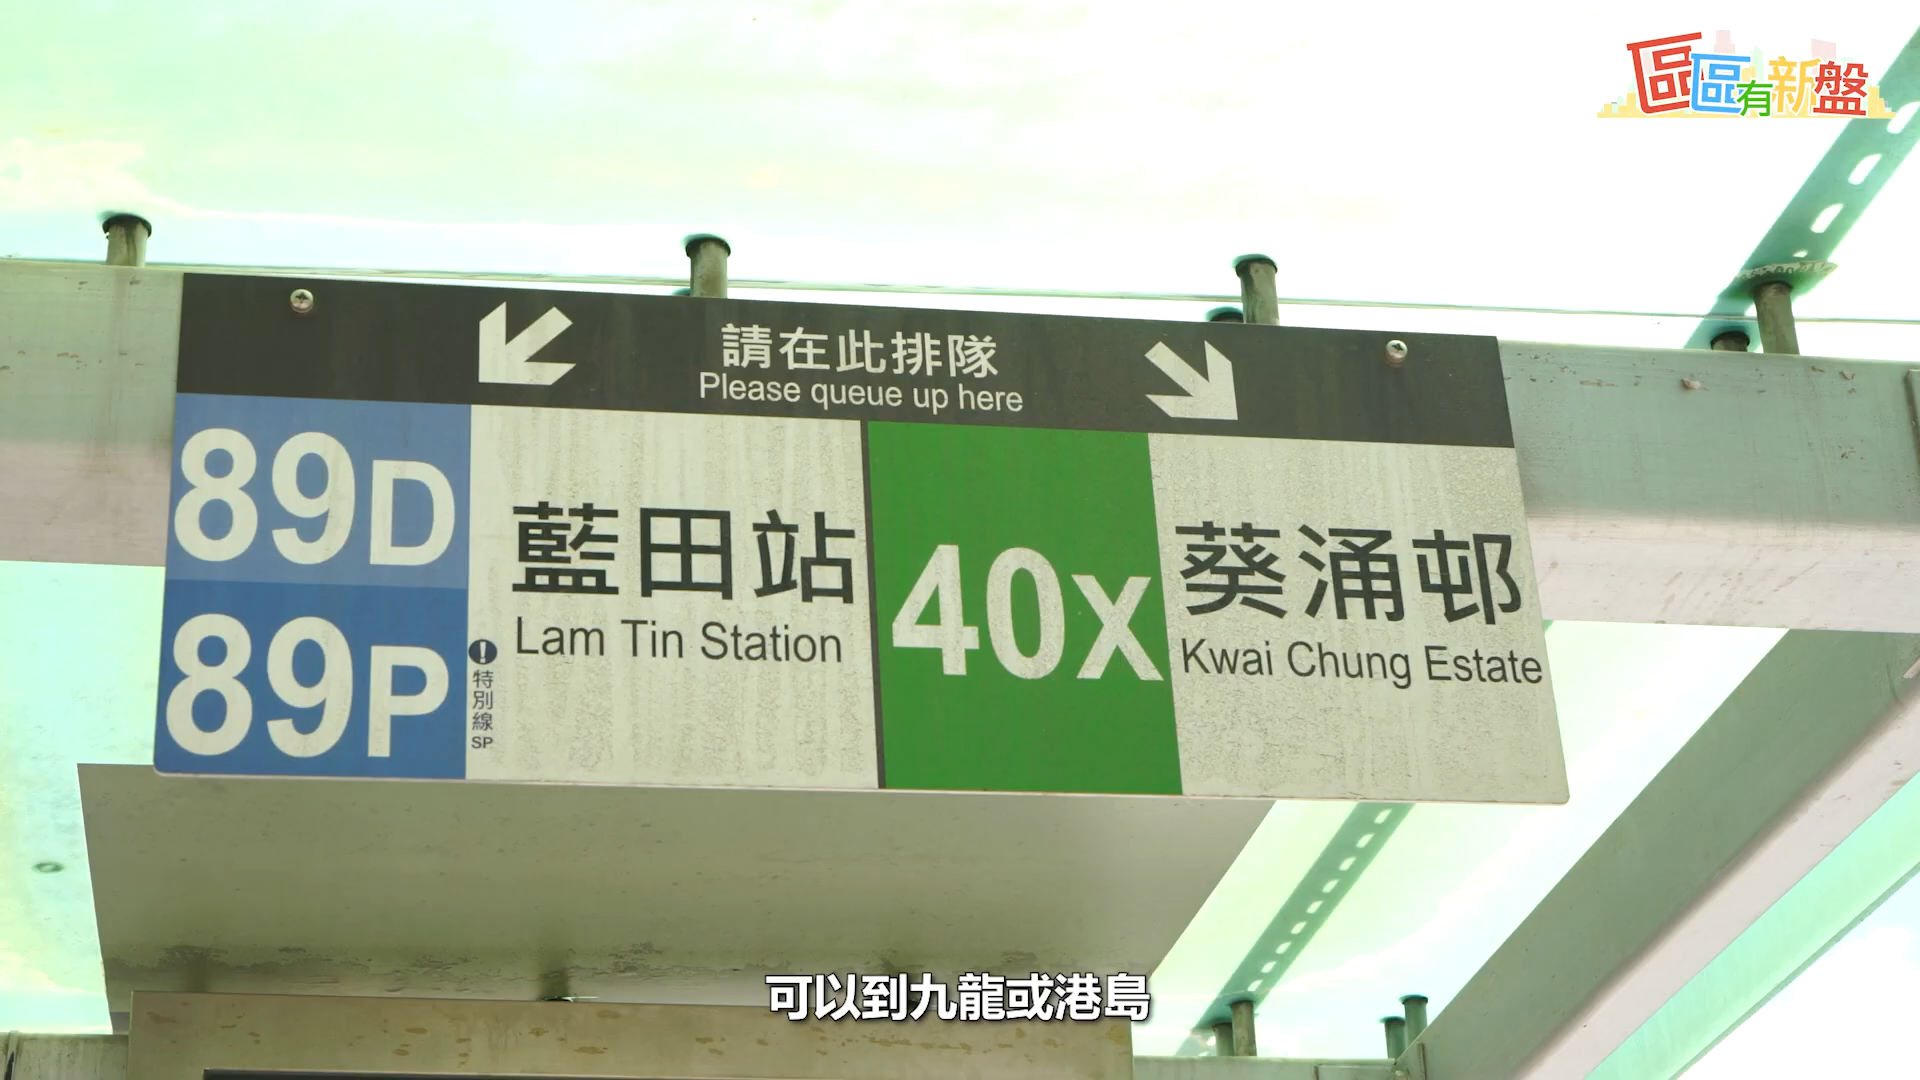 區區有新盤
請在此排隊
Please queue up here
89D
藍田站
Lam Tin Station
89P
特別線
SP
40X
葵涌邨
Kwai Chung Estate
可以到九龍或港島